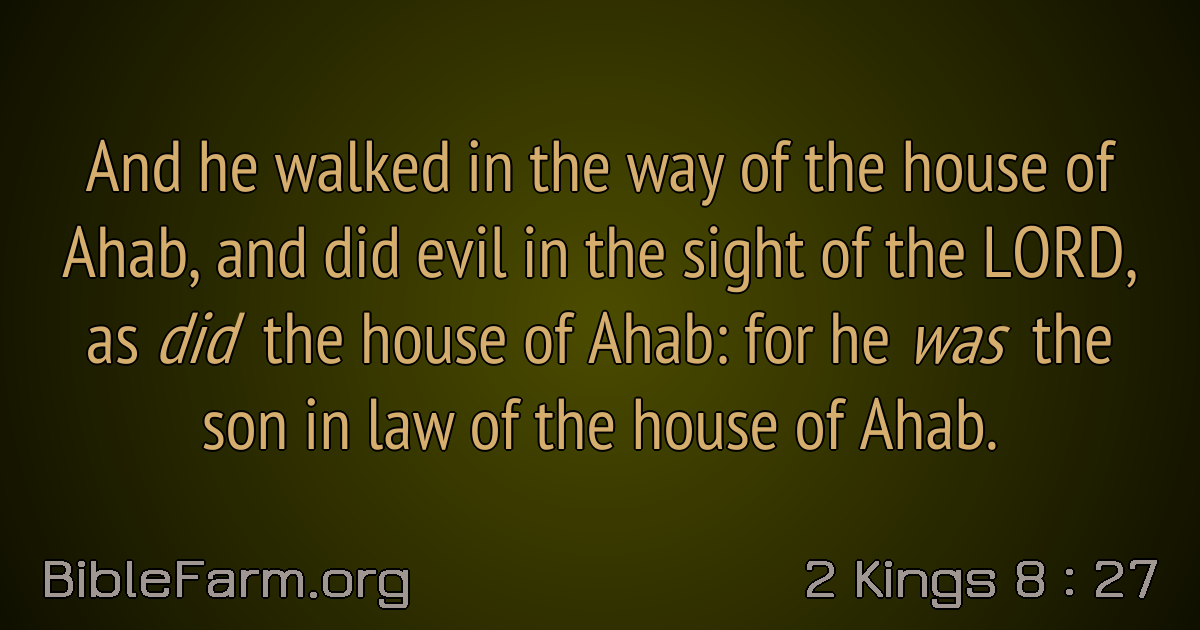 And he walked in the way of the house of
Ahab, and did evil in the sight of the LORD,
as did the house of Ahab: for he was the
son in law of the house of Ahab.
BibleFarm.org
2 Kings 8 : 27